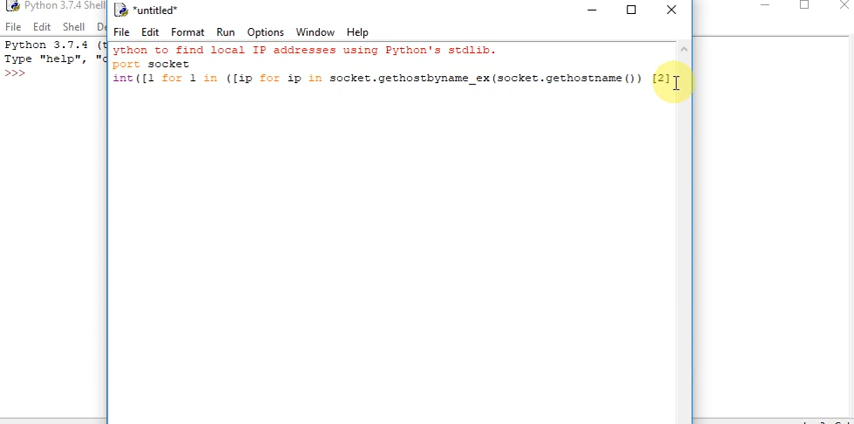 Python 3.7.4 Shell
File Edit Shell De
Python 3.7.4 (t
Type "help", "c
>>>
*untitled*
File Edit Format Run Options Window Help
ython to find local IP addresses using Python's stdlib.
port socket
int([l for l in ([ip for ip in socket.gethostbyname_ex(socket.gethostname()) [2]